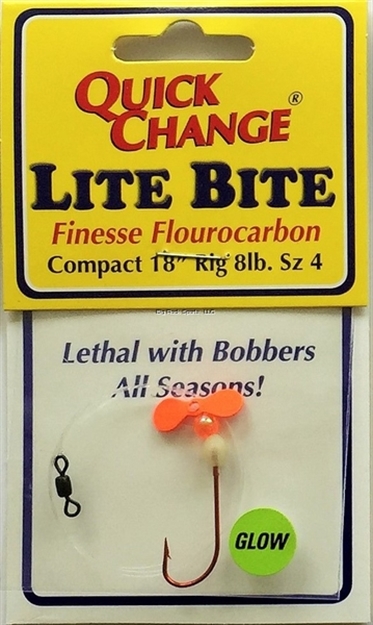 QUICK
CHANGE®
LITE BITE
Finesse Flourocarbon
Compact 18" Rig 8lb. Sz 4
Lethal with Bobbers
All Seasons!
GLOW